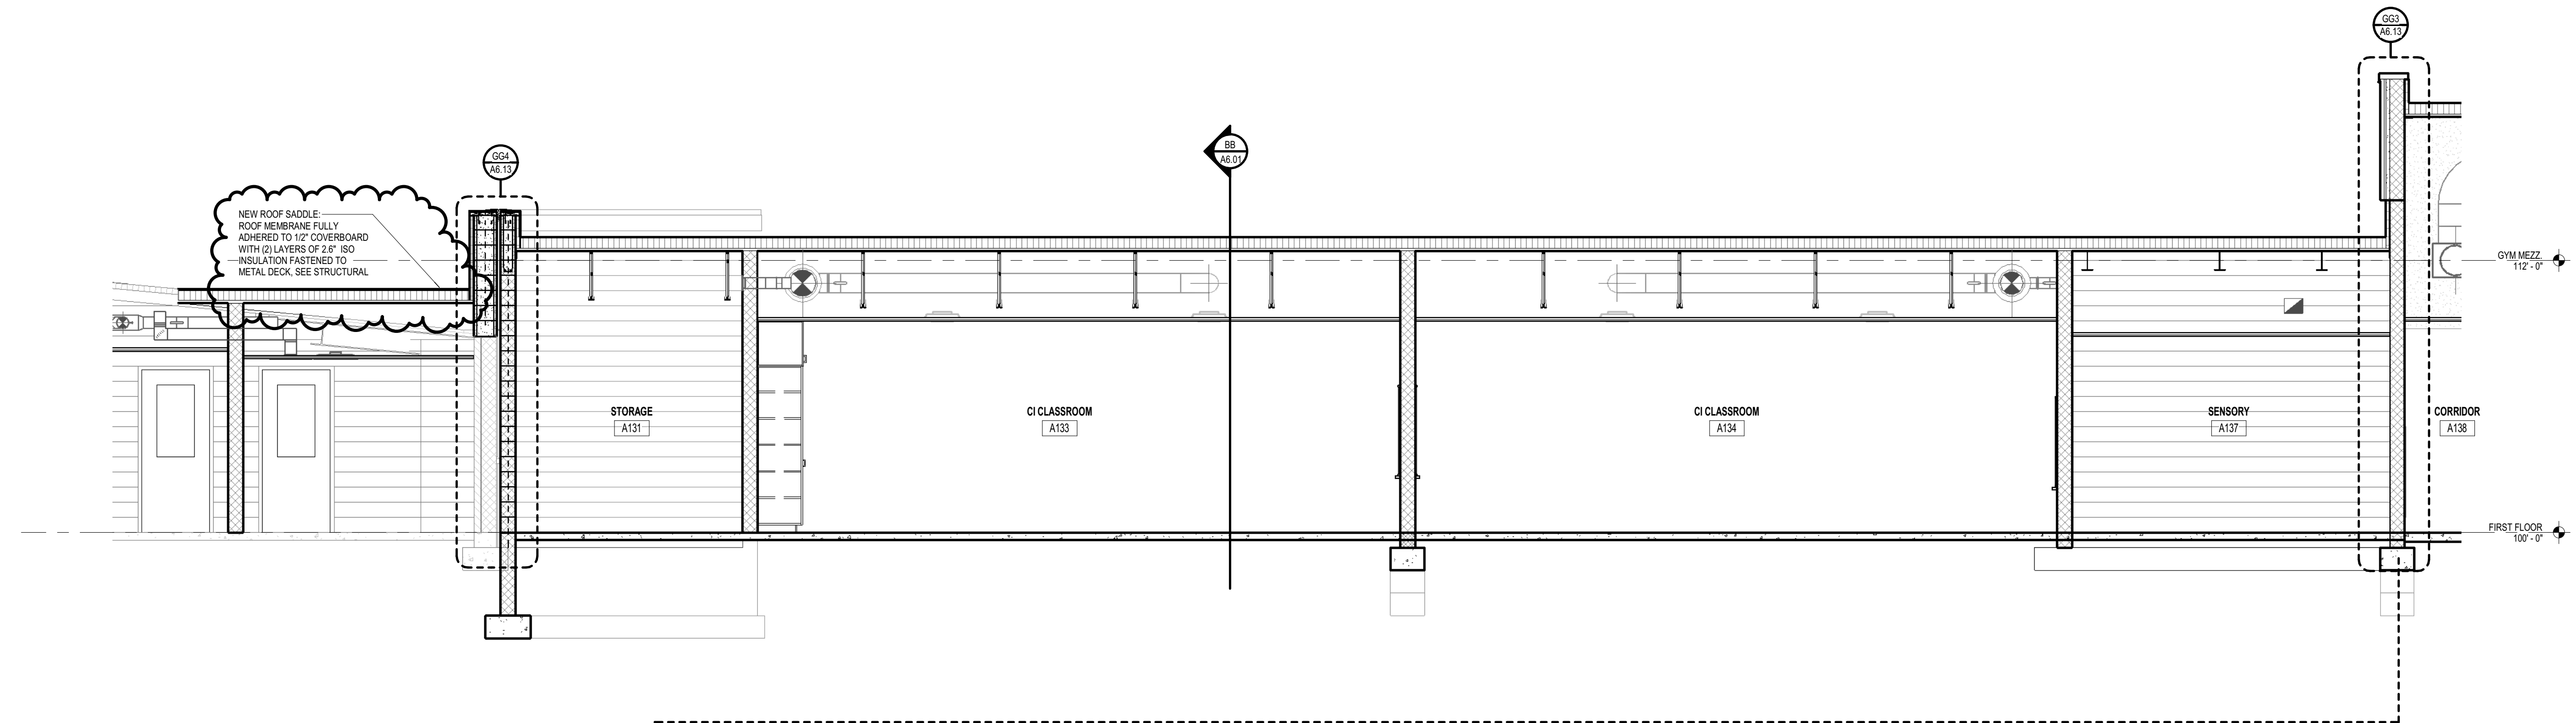 GG3
A6.13
BB
A6.01
GG4
A6.13
NEW ROOF SADDLE:
ROOF MEMBRANE FULLY
ADHERED TO 1/2" COVERBOARD
WITH (2) LAYERS OF 2.6" ISO
INSULATION FASTENED TO
METAL DECK, SEE STRUCTURAL
GYM MEZZ.
112' - 0"
STORAGE
A131
CI CLASSROOM
A133
CI CLASSROOM
A134
SENSORY
A137
CORRIDOR
A138
FIRST FLOOR
100' - 0"